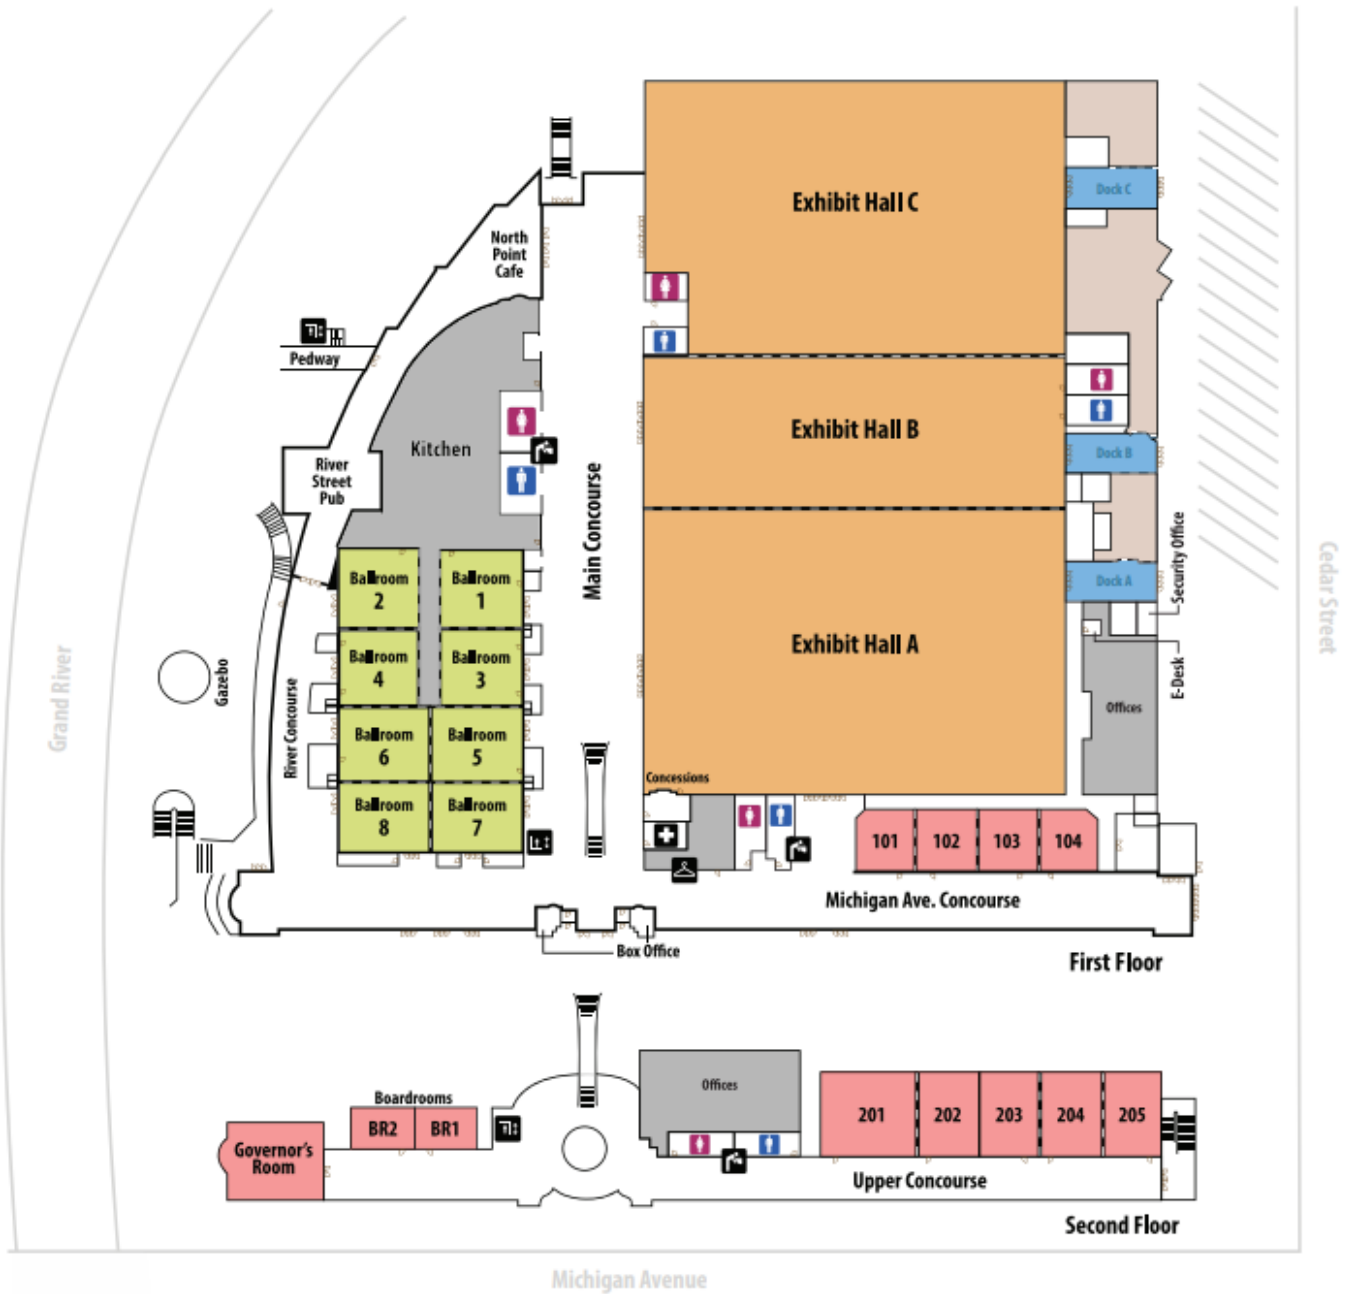 Exhibit Hall C
Dock C
North
Point
Cafe
Pedway
Exhibit Hall B
Kitchen
Dock B
River
Street
Pub
Main Concourse
Security Office
Cedar Street
Ballroom
2
Ballroom
1
Dock A
Exhibit Hall A
Ballroom
4
Ballroom
3
Grand River
Gazebo
River Concourse
E-Desk
Offices
Ballroom
6
Ballroom
5
Concessions
Ballroom
8
Ballroom
7
101
102
103
104
Michigan Ave. Concourse
Box Office
First Floor
Offices
Boardrooms
BR2
BR1
201
202
203
204
205
Governor's
Room
Upper Concourse
Second Floor
Michigan Avenue